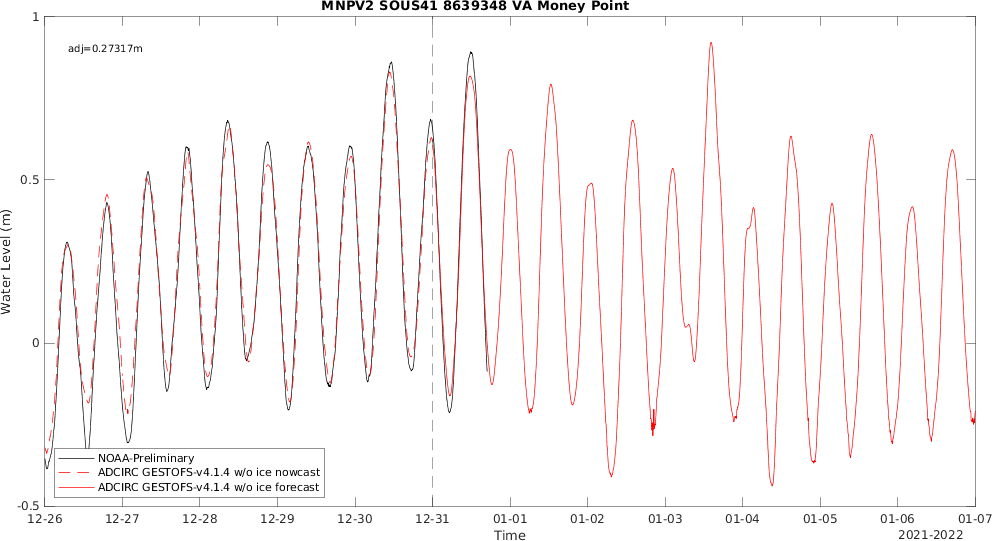 MNPV2 SOUS41 8639348 VA Money Point
adj=0.27317m
1
0.5
0
-0.5
Water Level (m)
NOAA-Preliminary
ADCIRC GESTOFS-v4.1.4 w/o ice nowcast
ADCIRC GESTOFS-v4.1.4 w/o ice forecast
12-26 12-27 12-28 12-29 12-30 12-31 01-01 01-02 01-03 01-04 01-05 01-06 01-07
Time
2021-2022